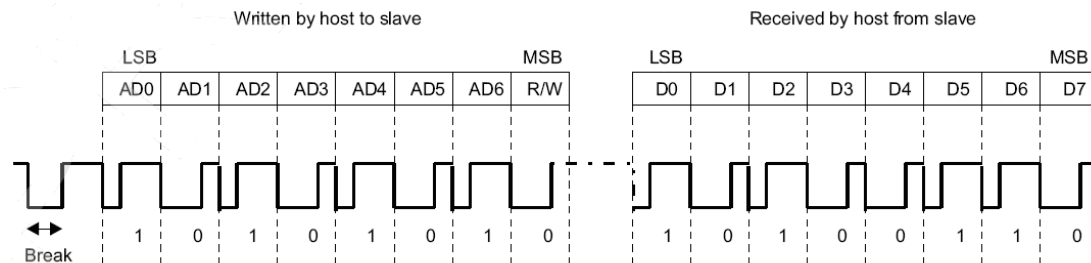 Written by host to slave Received by host from slave
LSB MSB LSB MSB
AD0 AD1 AD2 AD3 AD4 AD5 AD6 R/W D0 D1 D2 D3 D4 D5 D6 D7
1 0 1 0 1 0 1 0 1 0 1 0 0 1 1 0
Break